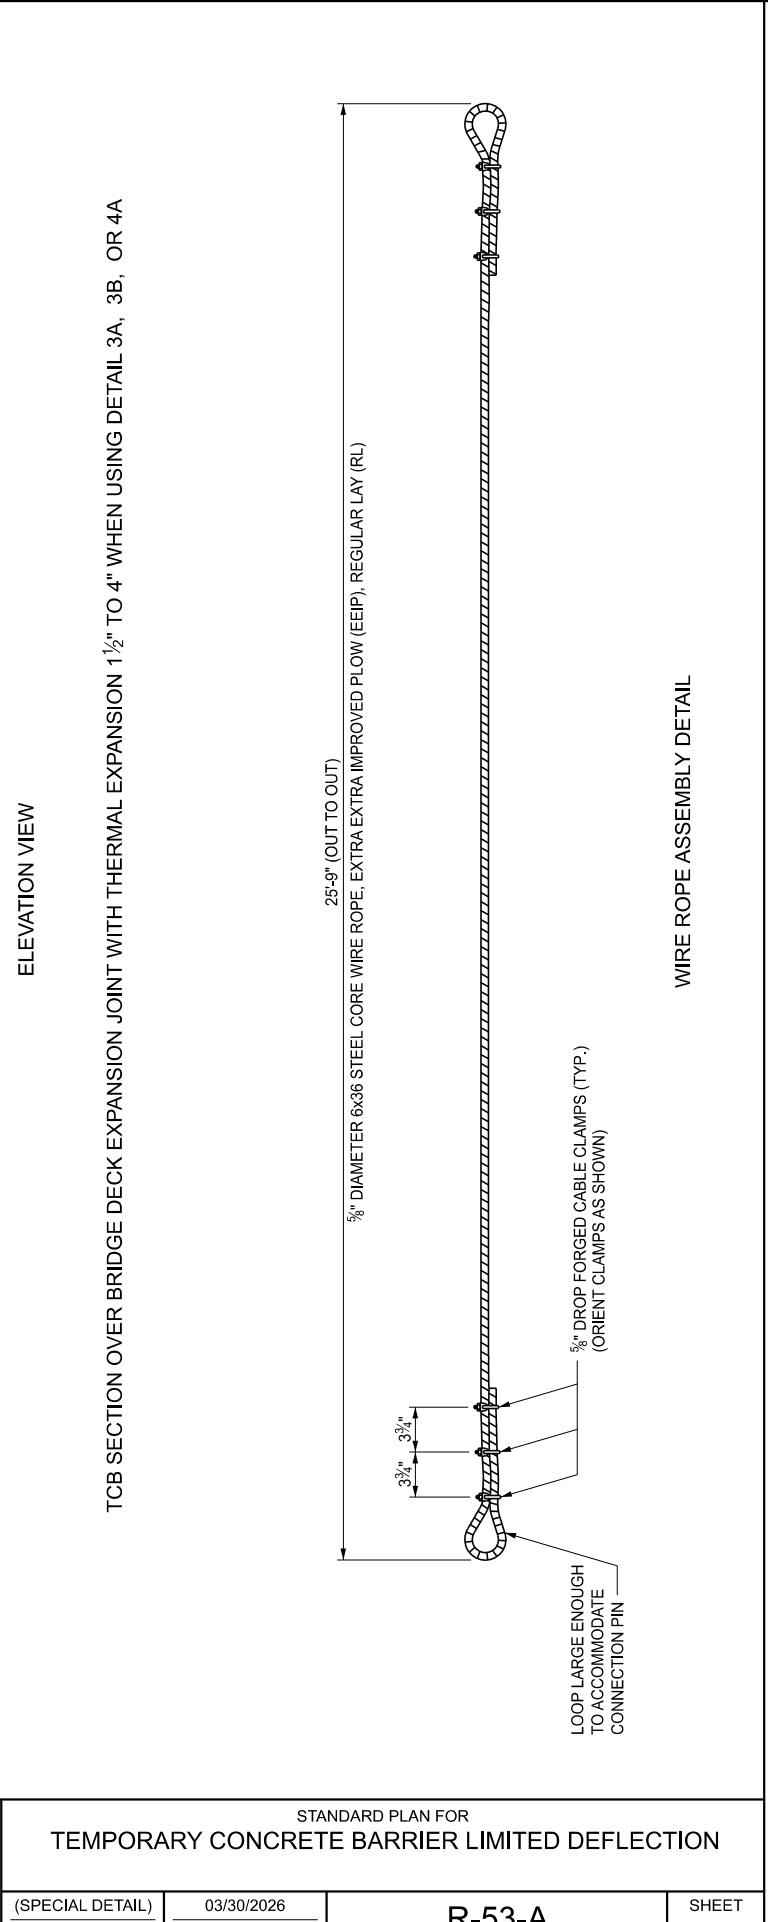 ELEVATION VIEW
TCB SECTION OVER BRIDGE DECK EXPANSION JOINT WITH THERMAL EXPANSION 1½" TO 4" WHEN USING DETAIL 3A, 3B, OR 4A
25'-9" (OUT TO OUT)
⅝" DIAMETER 6x36 STEEL CORE WIRE ROPE, EXTRA EXTRA IMPROVED PLOW (EEIP), REGULAR LAY (RL)
3¾"
3¾"
⅝" DROP FORGED CABLE CLAMPS (TYP.)
(ORIENT CLAMPS AS SHOWN)
LOOP LARGE ENOUGH
TO ACCOMMODATE
CONNECTION PIN
WIRE ROPE ASSEMBLY DETAIL
STANDARD PLAN FOR
TEMPORARY CONCRETE BARRIER LIMITED DEFLECTION
(SPECIAL DETAIL)
03/30/2026
R-53-A
SHEET